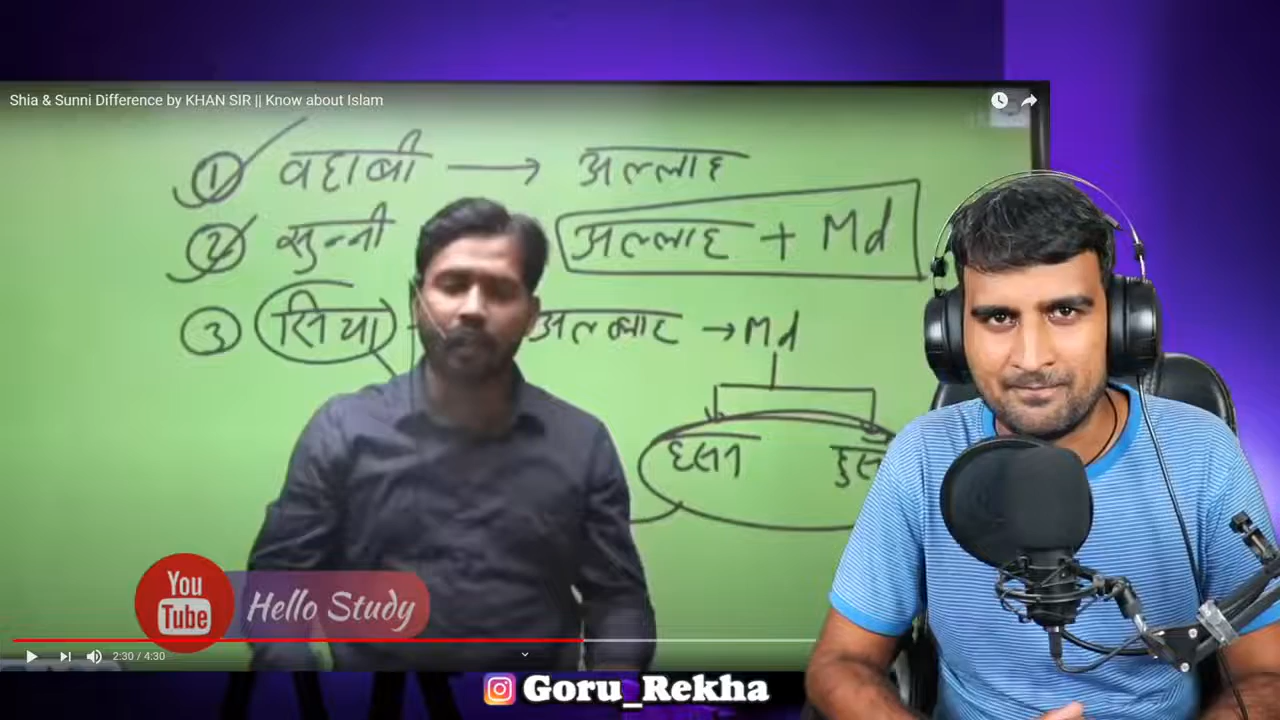 Shia & Sunni Difference by KHAN SIR || Know about Islam
① वहाबी → अल्लाह
② सुन्नी अल्लाह + Md
③ सिया अल्लाह → Md
हसन
You
Tube
Hello Study
2:30 / 4:30
Goru_Rekha